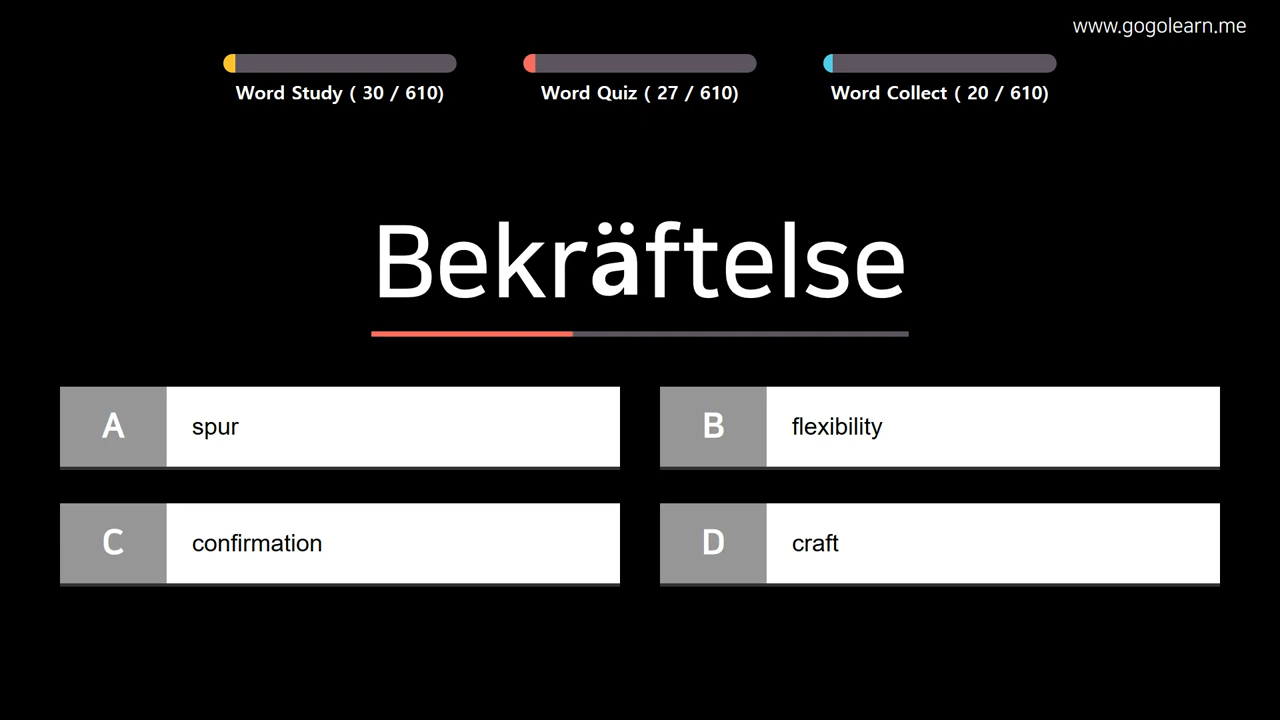 www.gogolearn.me
Word Study ( 30 / 610)
Word Quiz ( 27 / 610)
Word Collect ( 20 / 610)
Bekräftelse
A spur
B flexibility
C confirmation
D craft